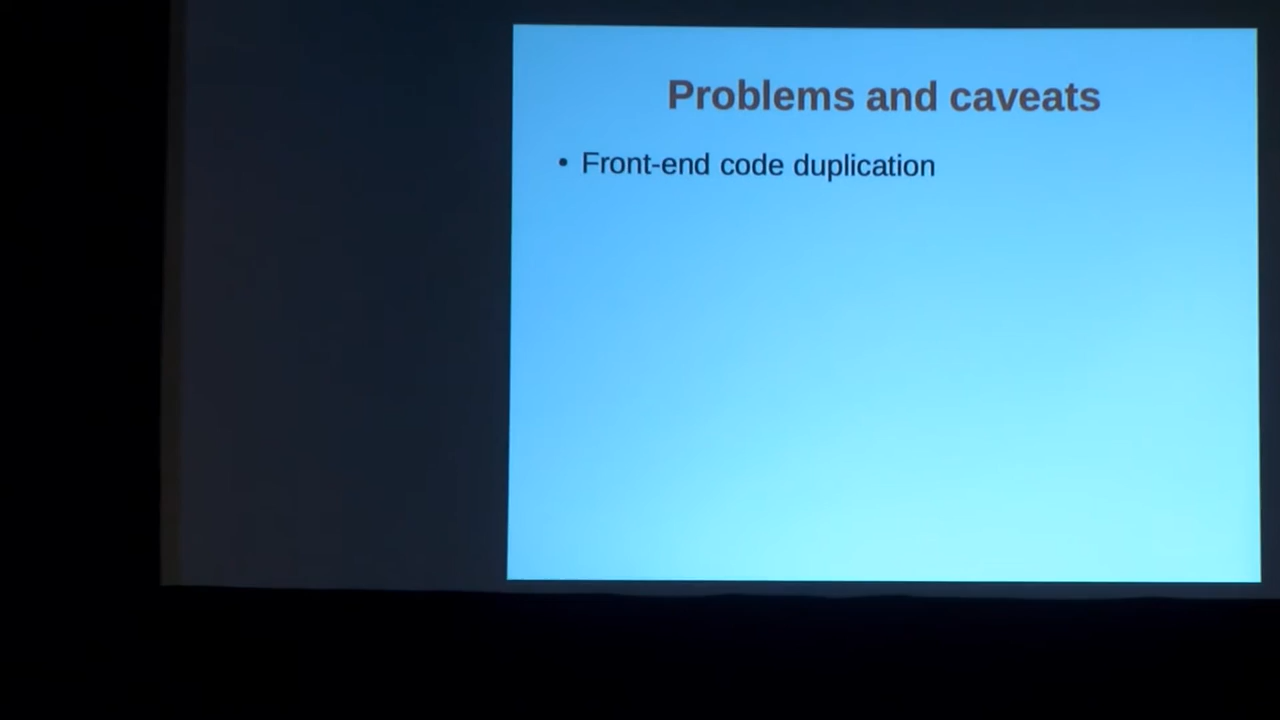 Problems and caveats
• Front-end code duplication